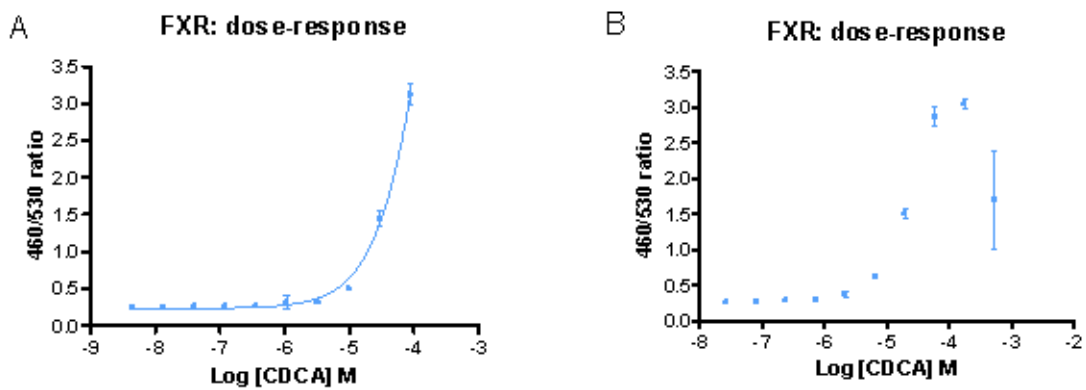 A
FXR: dose-response
3.5
3.0
2.5
2.0
1.5
1.0
0.5
0.0
460/530 ratio
-9 -8 -7 -6 -5 -4 -3
Log [CDCA] M
B
FXR: dose-response
3.5
3.0
2.5
2.0
1.5
1.0
0.5
0.0
460/530 ratio
-8 -7 -6 -5 -4 -3 -2
Log [CDCA] M